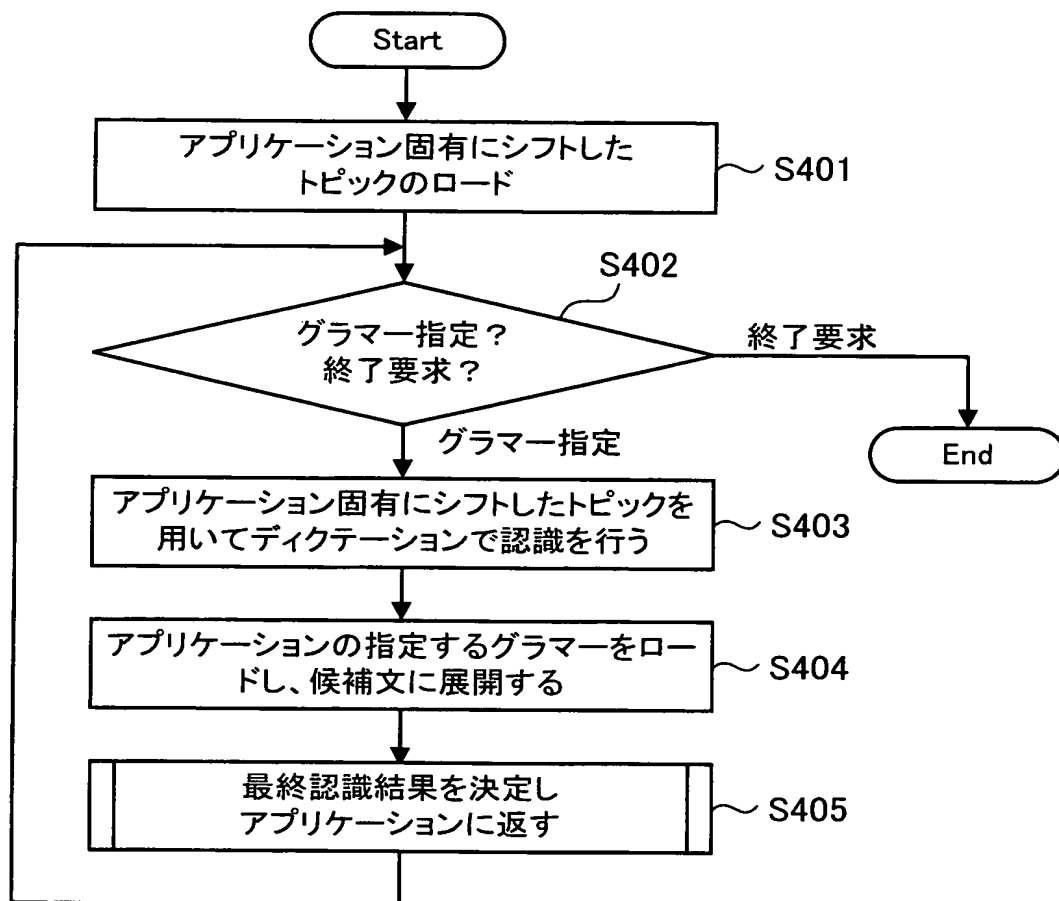 Start
アプリケーション固有にシフトした
トピックのロード
S401
S402
グラマー指定？
終了要求？
終了要求
End
グラマー指定
アプリケーション固有にシフトしたトピックを
用いてディクテーションで認識を行う
S403
アプリケーションの指定するグラマーをロー
ドし、候補文に展開する
S404
最終認識結果を決定し
アプリケーションに返す
S405